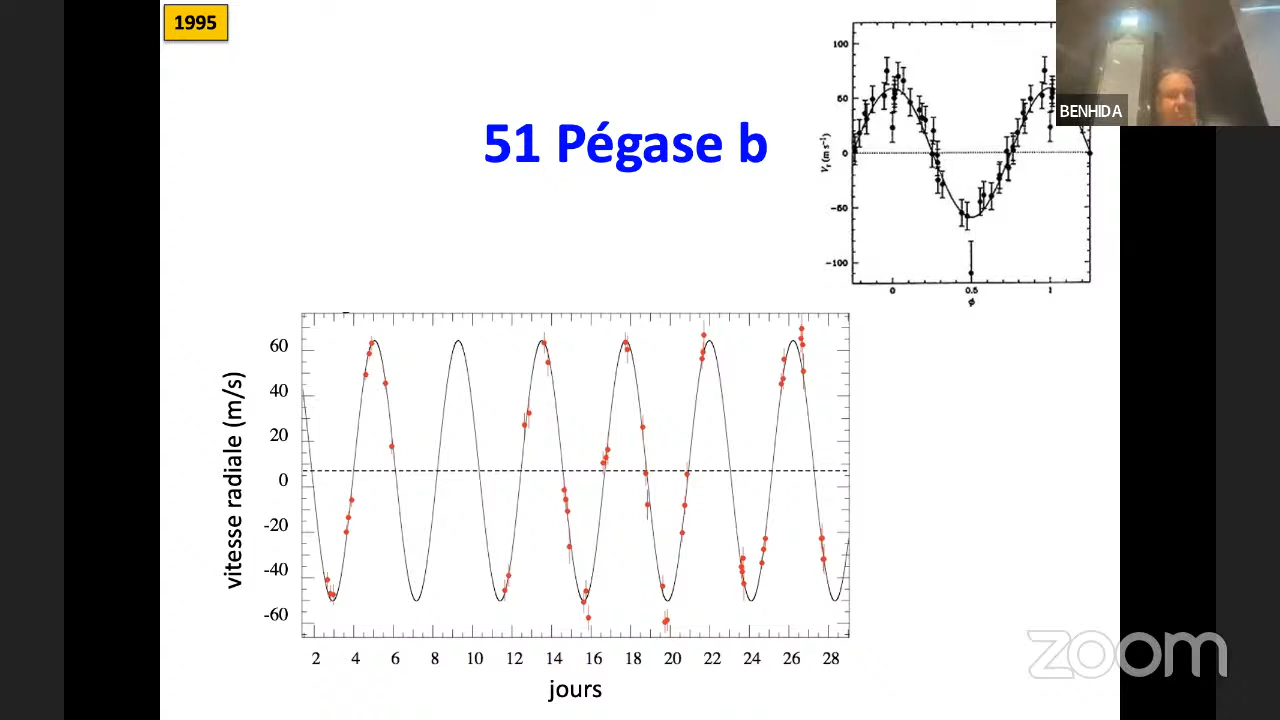 1995
51 Pégase b
BENHIDA
100
50
0
-50
-100
Vr (m s⁻¹)
0 0.5 1
ϕ
vitesse radiale (m/s)
60
40
20
0
-20
-40
-60
2 4 6 8 10 12 14 16 18 20 22 24 26 28
jours
zoom